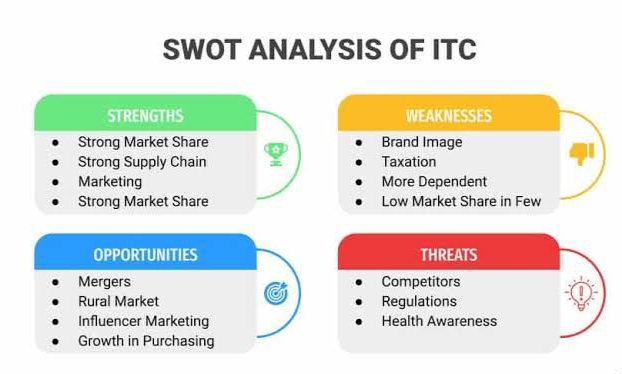 SWOT ANALYSIS OF ITC
STRENGTHS
• Strong Market Share
• Strong Supply Chain
• Marketing
• Strong Market Share
WEAKNESSES
• Brand Image
• Taxation
• More Dependent
• Low Market Share in Few
OPPORTUNITIES
• Mergers
• Rural Market
• Influencer Marketing
• Growth in Purchasing
THREATS
• Competitors
• Regulations
• Health Awareness